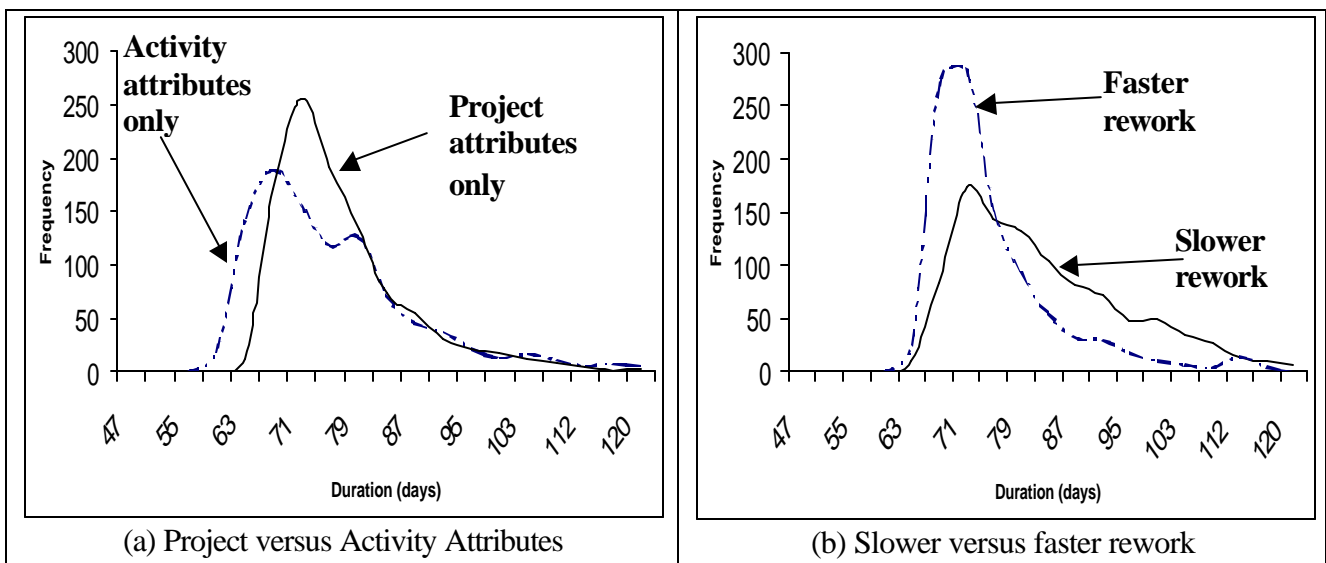 300
250
200
150
100
50
0
Frequency
Activity
attributes
only
Project
attributes
only
47 55 63 71 79 87 95 103 112 120
Duration (days)
(a) Project versus Activity Attributes
300
250
200
150
100
50
0
Frequency
Faster
rework
Slower
rework
47 55 63 71 79 87 95 103 112 120
Duration (days)
(b) Slower versus faster rework